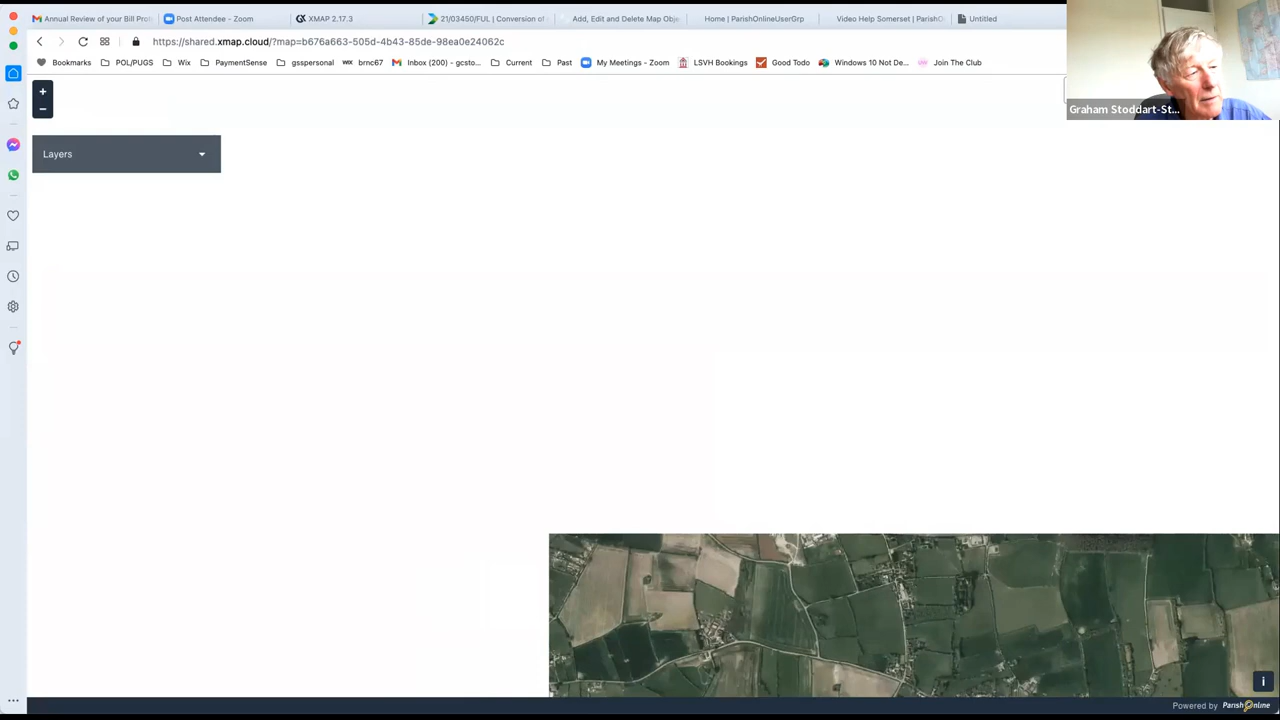 Annual Review of your Bill Prot
Post Attendee - Zoom
XMAP 2.17.3
21/03450/FUL | Conversion of
Add, Edit and Delete Map Obje
Home | ParishOnlineUserGrp
Video Help Somerset | ParishO
Untitled
https://shared.xmap.cloud/?map=b676a663-505d-4b43-85de-98ea0e24062c
Bookmarks
POL/PUGS
Wix
PaymentSense
gsspersonal
WIX brnc67
Inbox (200) - gcsto...
Current
Past
My Meetings - Zoom
LSVH Bookings
Good Todo
Windows 10 Not De...
Join The Club
Graham Stoddart-St...
+
−
Layers
i
Powered by ParishOnline